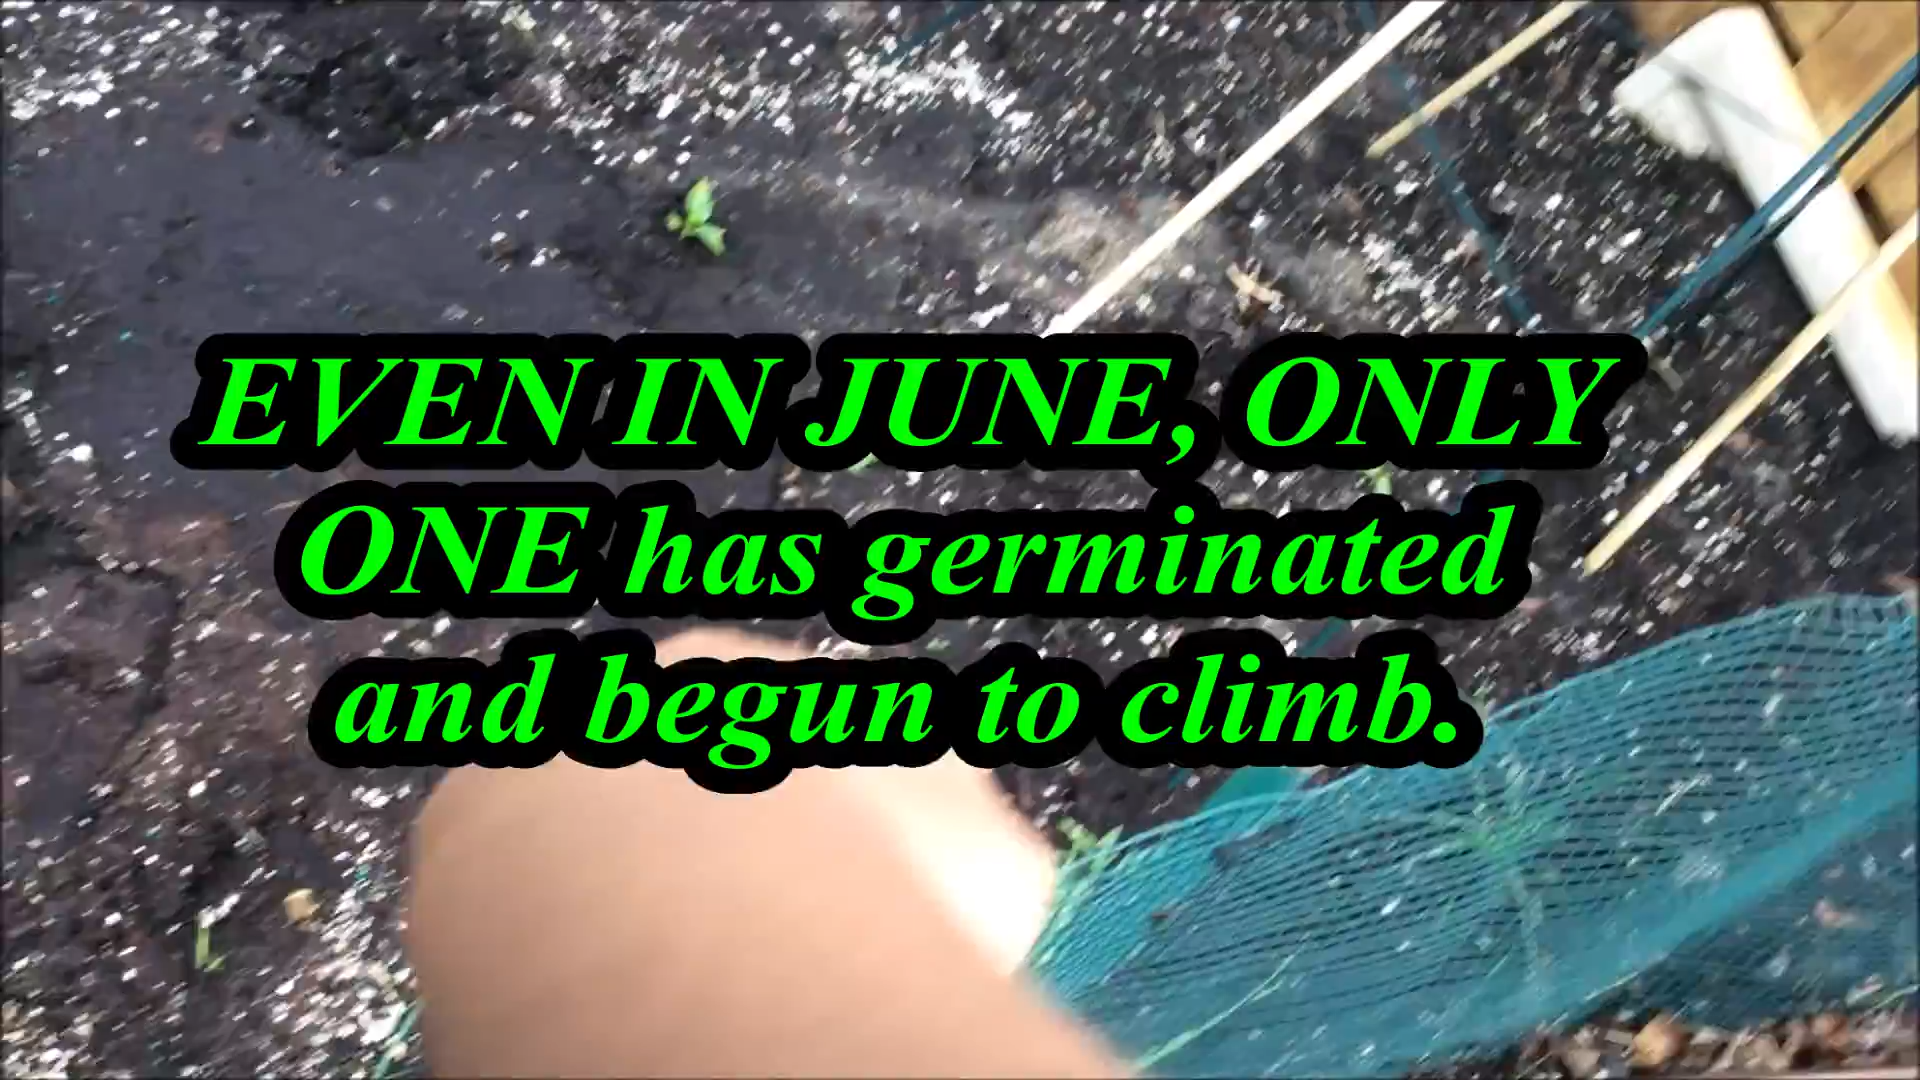 EVEN IN JUNE, ONLY
ONE has germinated
and begun to climb.